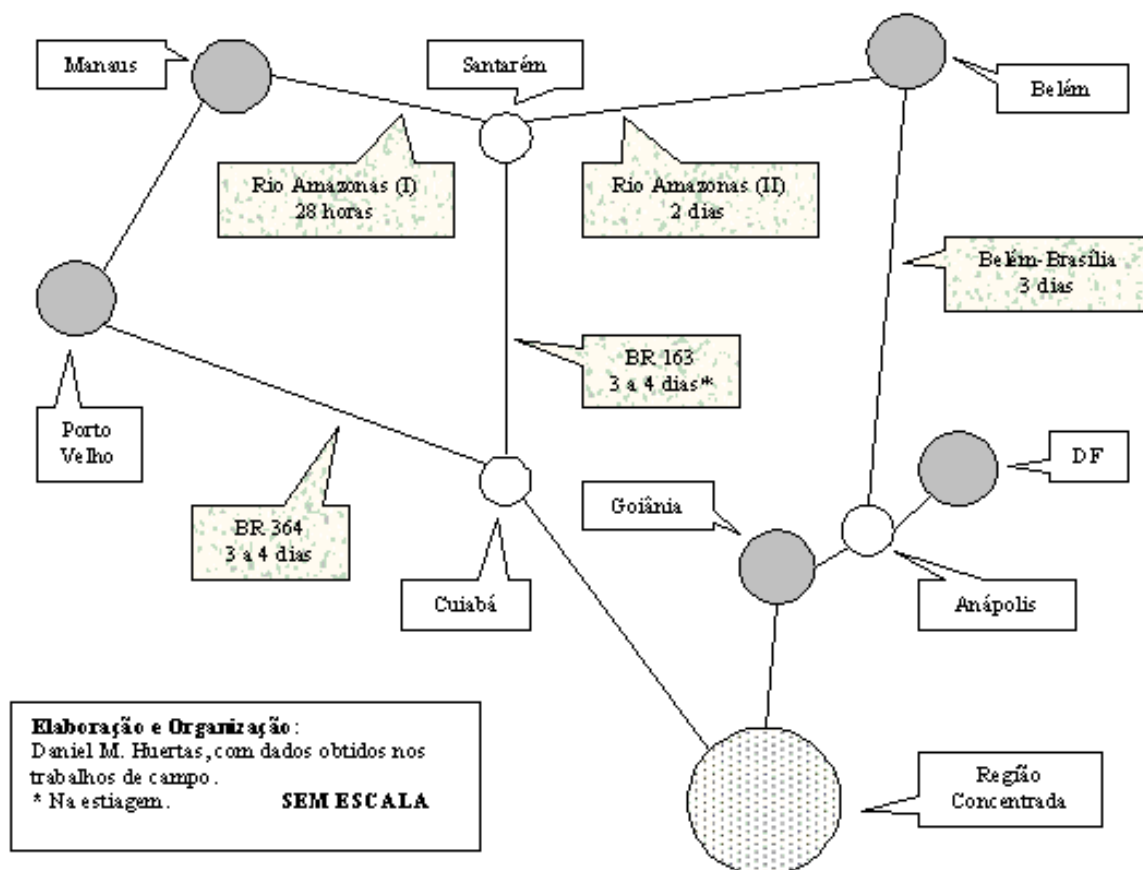 Manaus
Santarém
Belém
Rio Amazonas (I)
28 horas
Rio Amazonas (II)
2 dias
Belém-Brasília
3 dias
BR 163
3 a 4 dias*
Porto
Velho
DF
Goiânia
BR 364
3 a 4 dias
Cuiabá
Anápolis
Elaboração e Organização:
Daniel M. Huertas, com dados obtidos nos
trabalhos de campo.
* Na estiagem. SEM ESCALA
Região
Concentrada